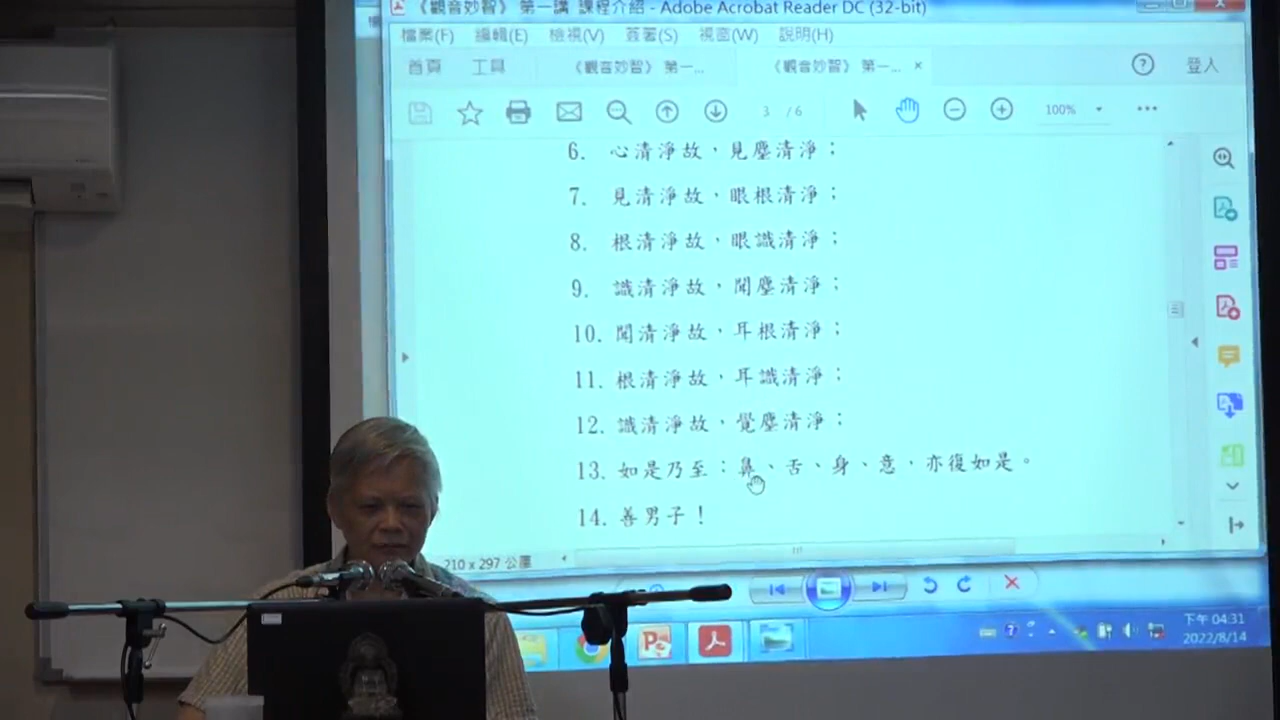 《觀音妙智》 第一講 課程介紹 - Adobe Acrobat Reader DC (32-bit)
檔案(F) 編輯(E) 檢視(V) 簽署(S) 視窗(W) 說明(H)
首頁 工具 《觀音妙智》 第一... 《觀音妙智》 第一... × ? 登入
3 / 6 100%
6. 心清淨故，見塵清淨；
7. 見清淨故，眼根清淨；
8. 根清淨故，眼識清淨；
9. 識清淨故，聞塵清淨；
10. 聞清淨故，耳根清淨；
11. 根清淨故，耳識清淨；
12. 識清淨故，覺塵清淨；
13. 如是乃至：鼻、舌、身、意，亦復如是。
14. 善男子！
210 x 297 公釐
下午 04:31
2022/8/14